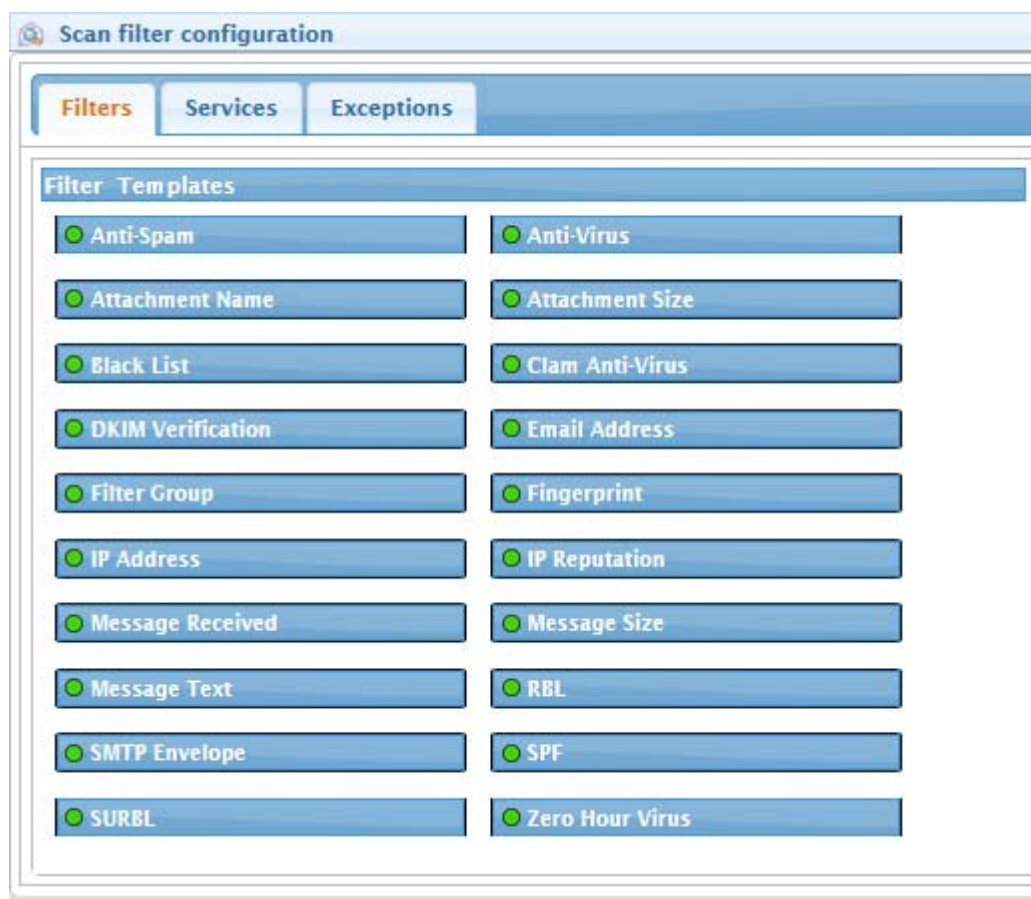 Scan filter configuration
Filters Services Exceptions
Filter Templates
Anti-Spam Anti-Virus
Attachment Name Attachment Size
Black List Clam Anti-Virus
DKIM Verification Email Address
Filter Group Fingerprint
IP Address IP Reputation
Message Received Message Size
Message Text RBL
SMTP Envelope SPF
SURBL Zero Hour Virus